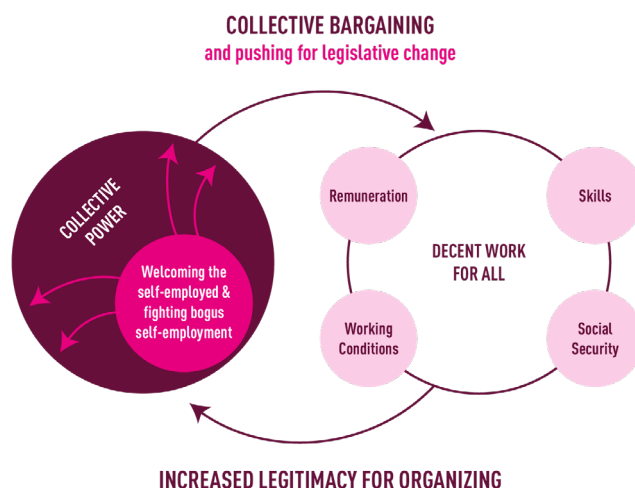 COLLECTIVE BARGAINING
and pushing for legislative change
COLLECTIVE
POWER
Welcoming the
self-employed &
fighting bogus
self-employment
Remuneration
Skills
DECENT WORK
FOR ALL
Working
Conditions
Social
Security
INCREASED LEGITIMACY FOR ORGANIZING